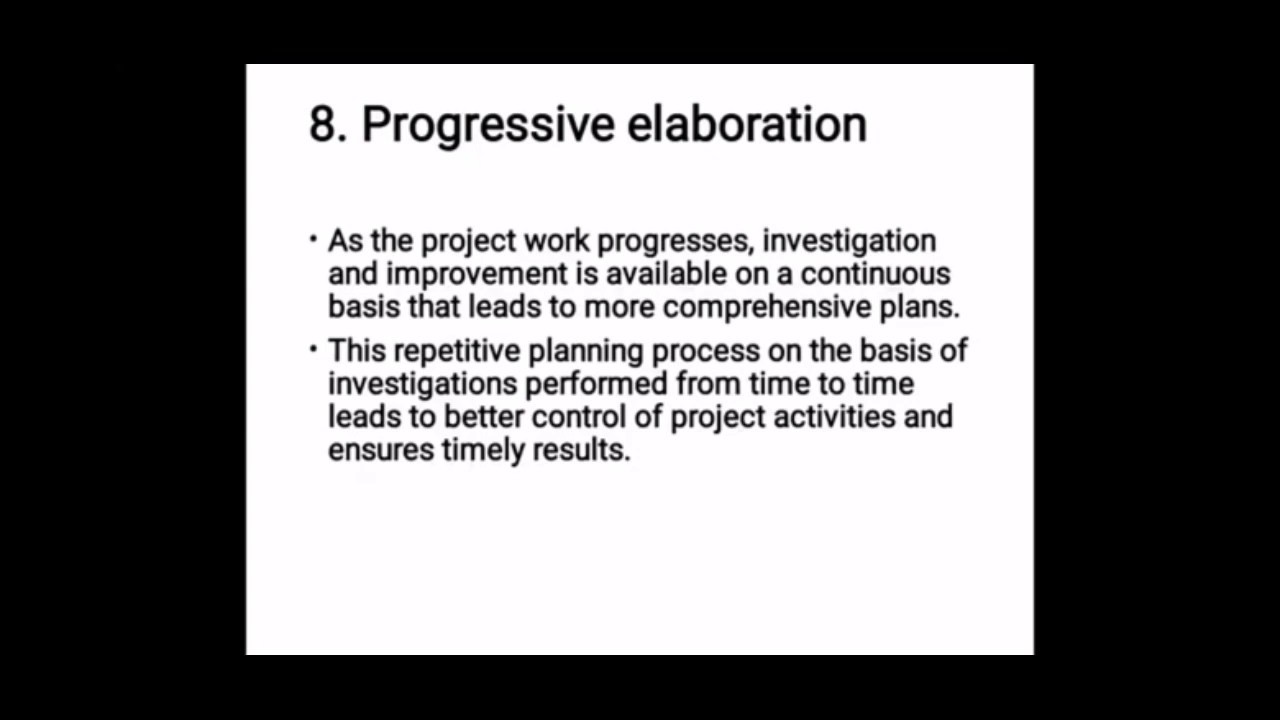 8. Progressive elaboration
• As the project work progresses, investigation
and improvement is available on a continuous
basis that leads to more comprehensive plans.
• This repetitive planning process on the basis of
investigations performed from time to time
leads to better control of project activities and
ensures timely results.